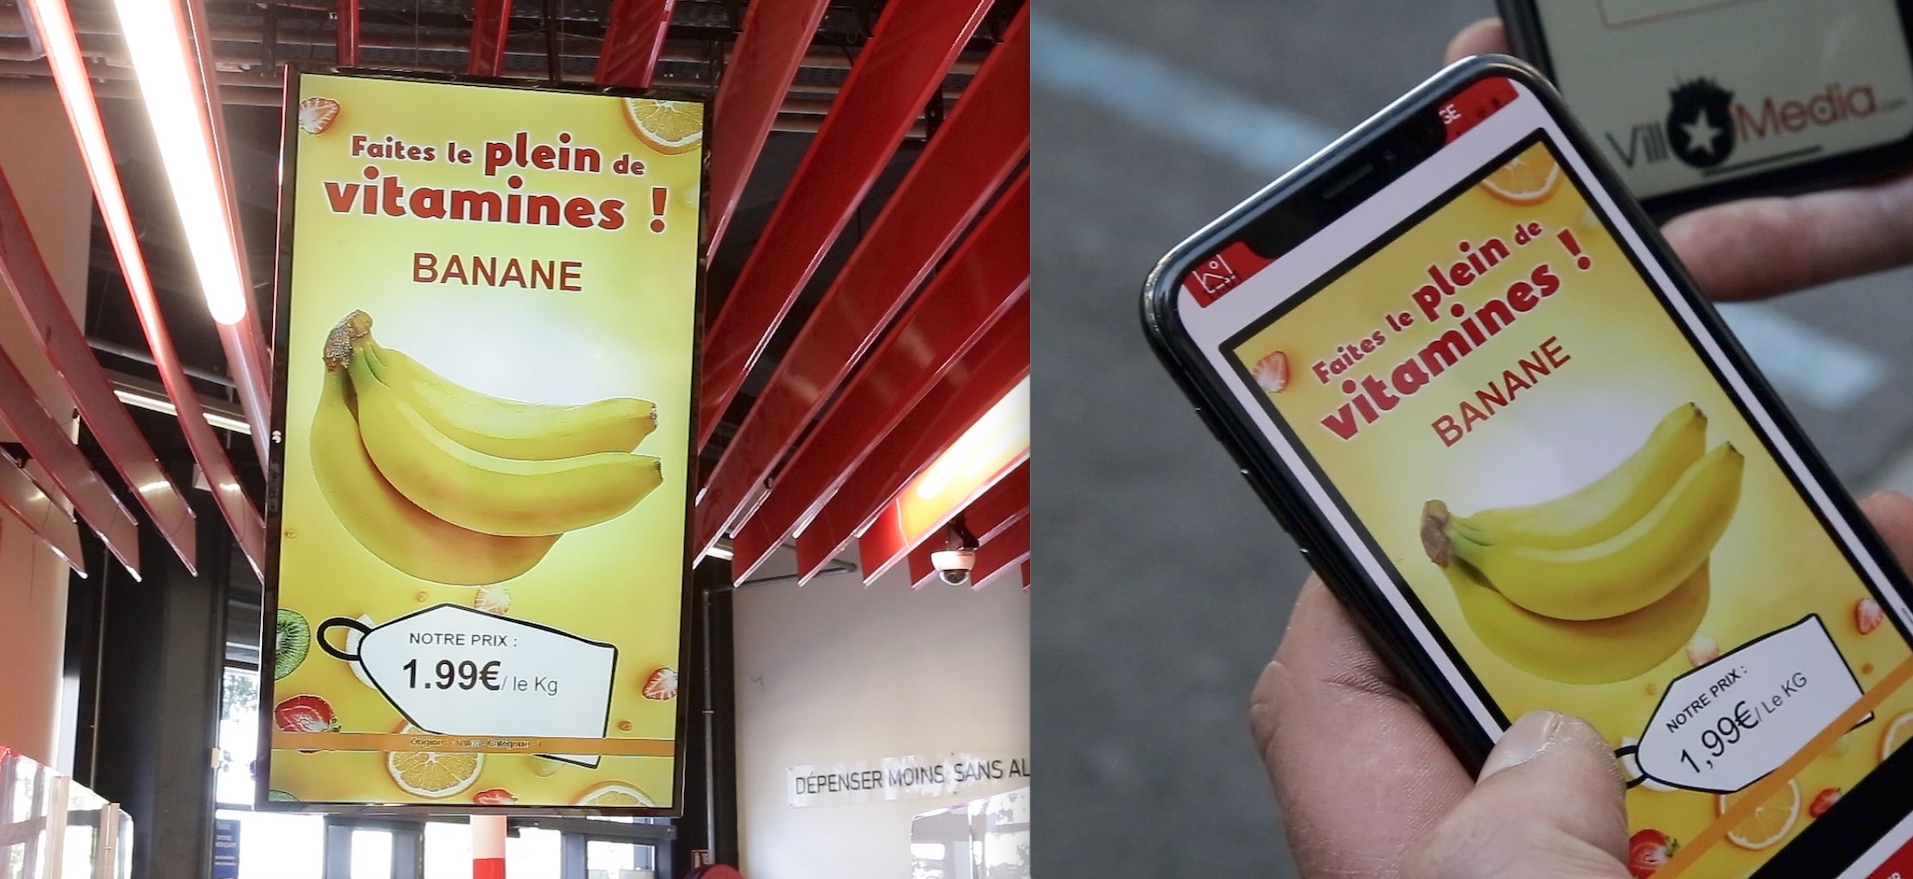 Faites le plein de
vitamines !
BANANE
NOTRE PRIX :
1.99€/ le Kg
DÉPENSER MOINS SANS AL
GE
Faites le plein de
vitamines !
BANANE
NOTRE PRIX :
1,99€/ Le KG
Vill Media